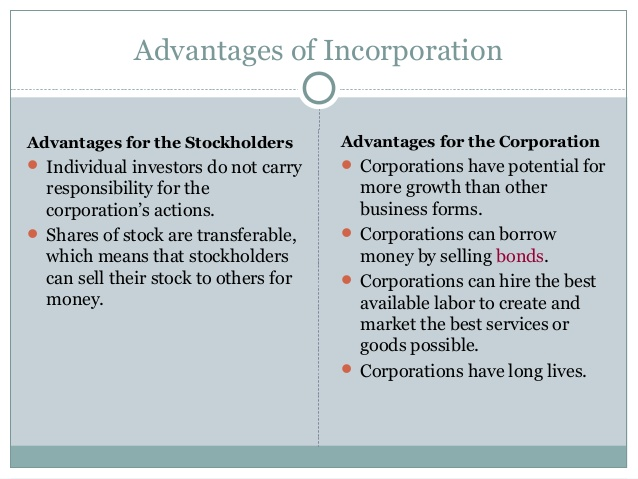 Advantages of Incorporation
Advantages for the Stockholders
Individual investors do not carry
responsibility for the
corporation’s actions.
Shares of stock are transferable,
which means that stockholders
can sell their stock to others for
money.
Advantages for the Corporation
Corporations have potential for
more growth than other
business forms.
Corporations can borrow
money by selling bonds.
Corporations can hire the best
available labor to create and
market the best services or
goods possible.
Corporations have long lives.